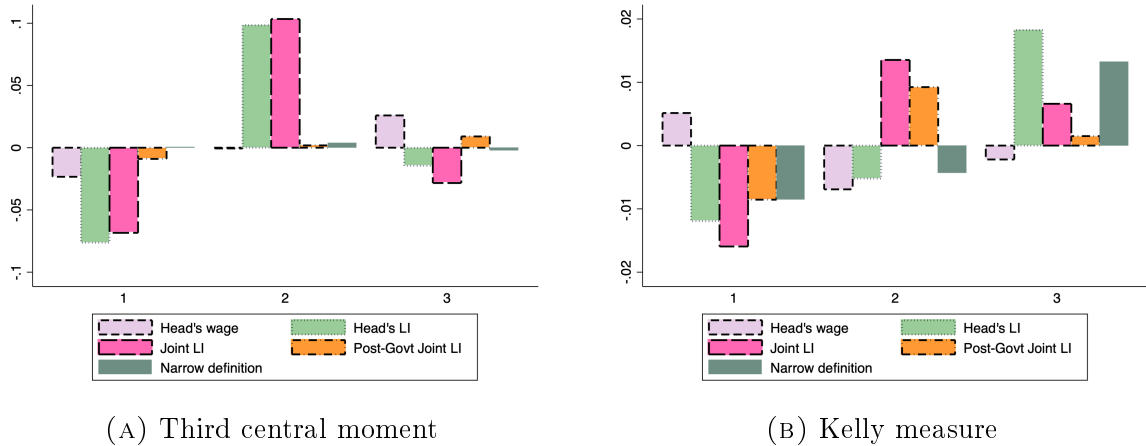 .1
.05
0
-.05
-.1
1 2 3
Head's wage Head's LI
Joint LI Post-Govt Joint LI
Narrow definition
(A) Third central moment
.02
.01
0
-.01
-.02
1 2 3
Head's wage Head's LI
Joint LI Post-Govt Joint LI
Narrow definition
(B) Kelly measure